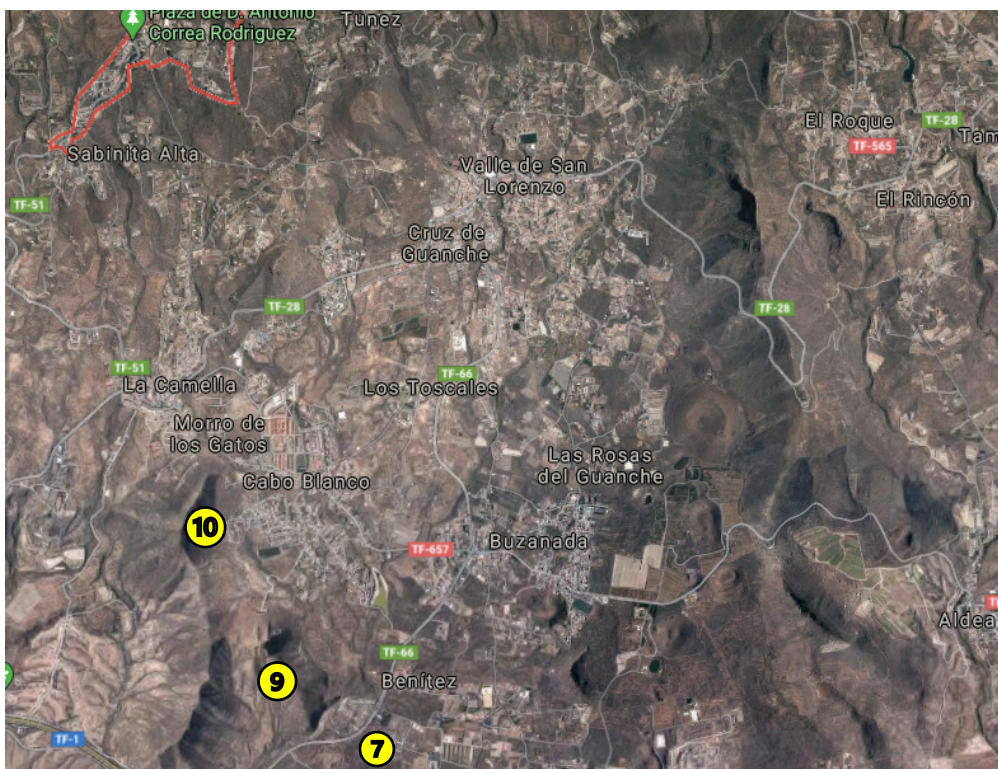 Plaza de D. Antonio
Correa Rodriguez
Tunez
El Roque
TF-28
TF-565
Sabinita Alta
Valle de San
Lorenzo
El Rincón
TF-51
Cruz de
Guanche
TF-28
TF-28
TF-51
La Camella
TF-66
Los Toscales
Morro de
los Gatos
Las Rosas
del Guanche
Cabo Blanco
10
TF-657
Buzanada
Aldea
TF-66
Benítez
9
TF-1
7